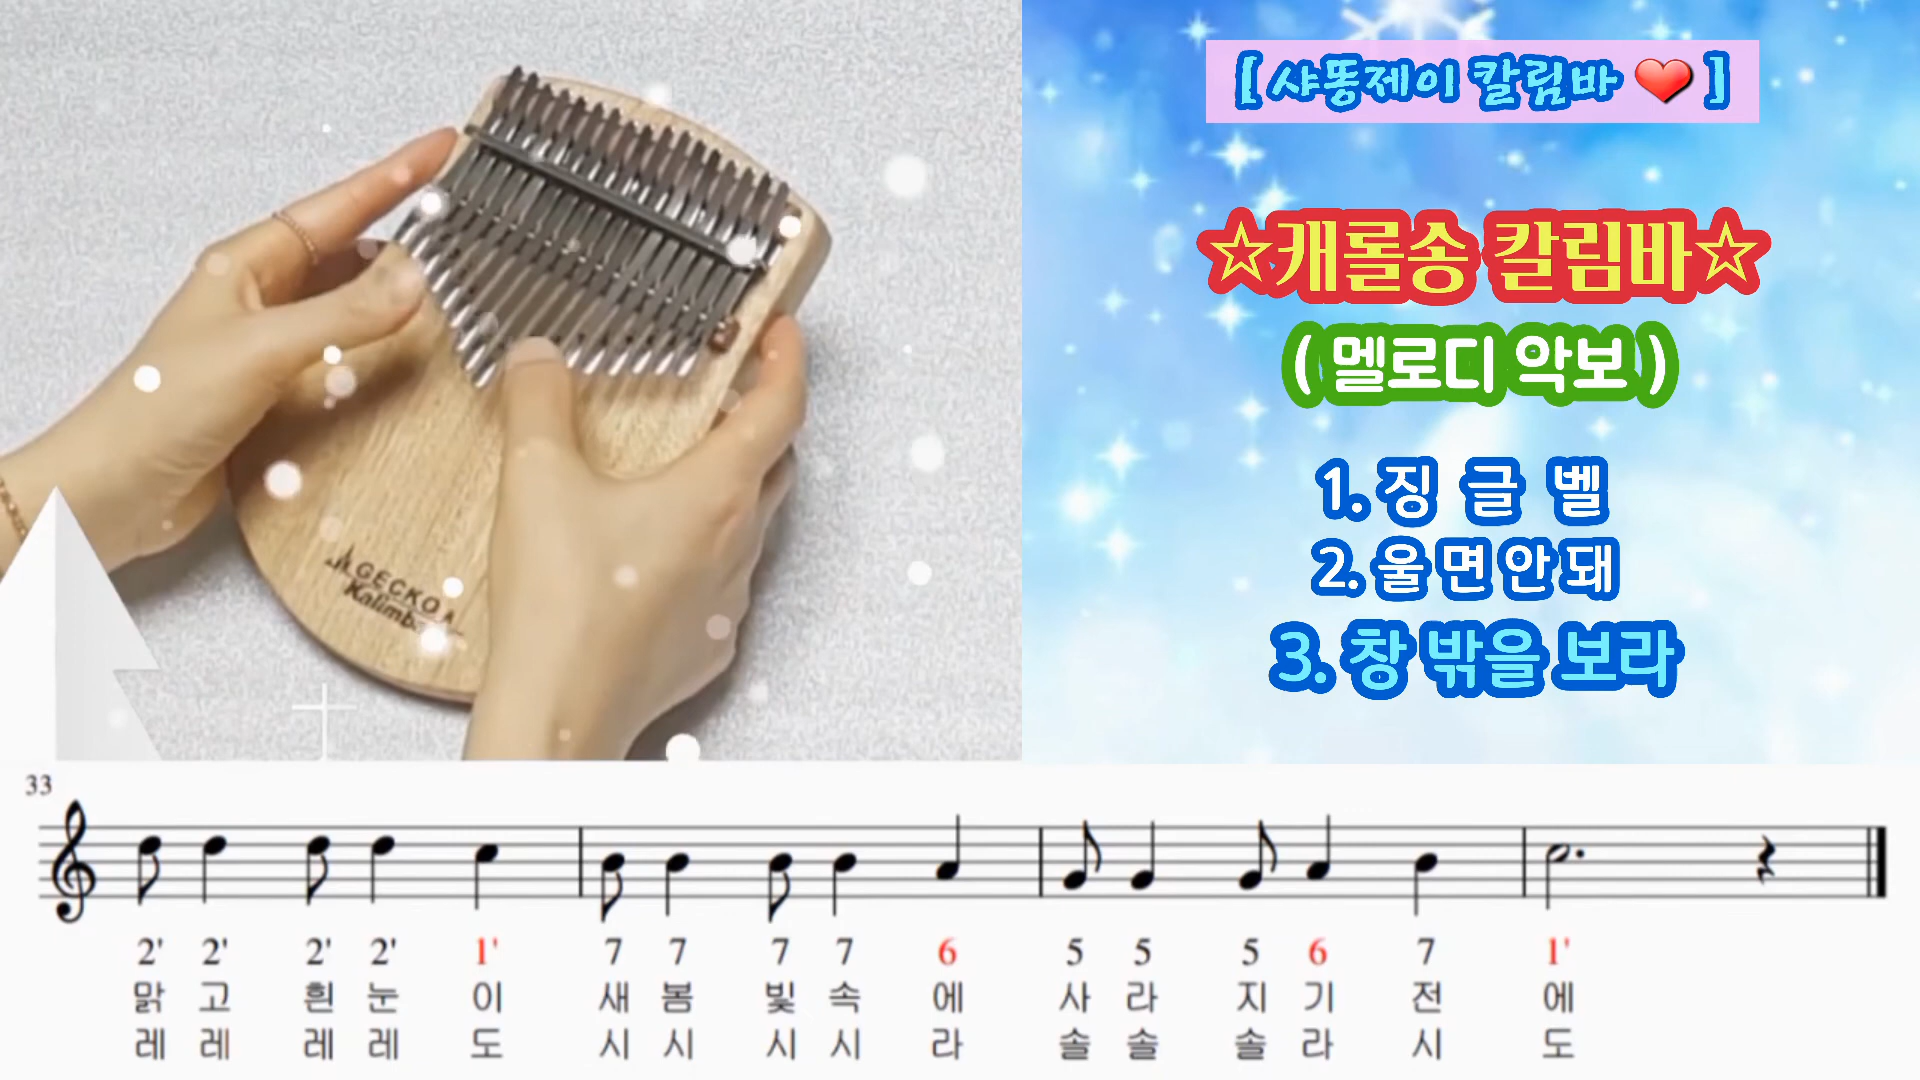 [ 샤똥제이 칼림바 ❤ ]
☆캐롤송 칼림바☆
( 멜로디 악보 )
1. 징 글 벨
2. 울면안돼
3. 창 밖을 보라
GECKO
Kalimba
33
2' 2' 2' 2' 1' 7 7 7 7 6 5 5 5 6 7 1'
맑 고 흰 눈 이 새 봄 빛 속 에 사 라 지 기 전 에
레 레 레 레 도 시 시 시 시 라 솔 솔 솔 라 시 도